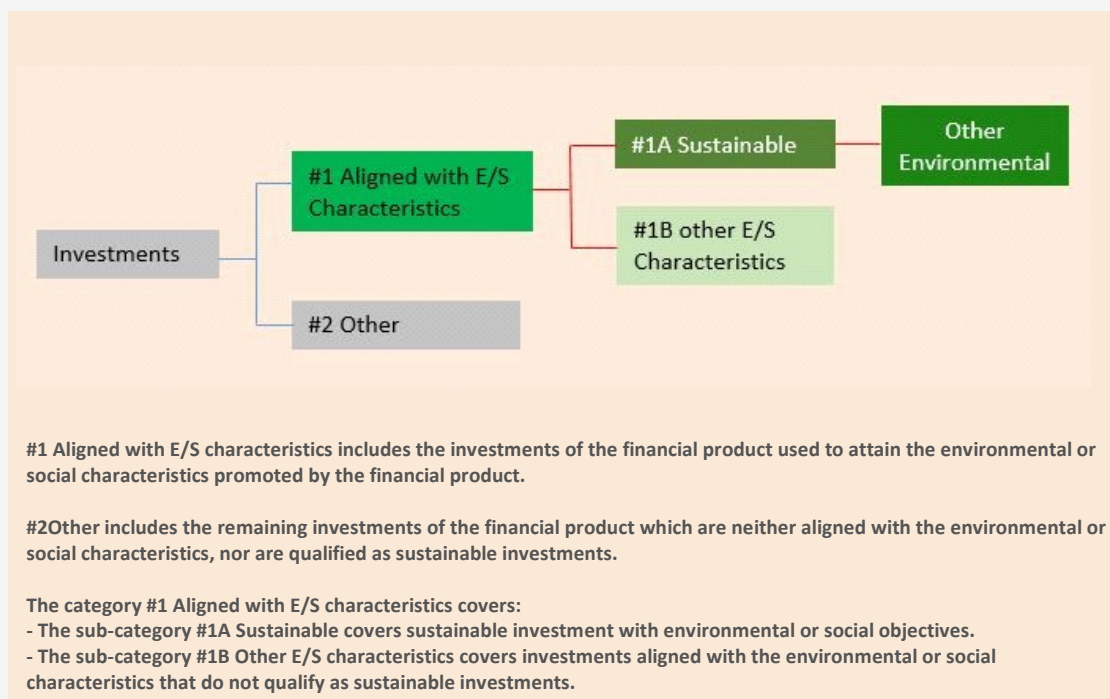 Investments
#1 Aligned with E/S
Characteristics
#2 Other
#1A Sustainable
#1B other E/S
Characteristics
Other
Environmental
#1 Aligned with E/S characteristics includes the investments of the financial product used to attain the environmental or
social characteristics promoted by the financial product.
#2Other includes the remaining investments of the financial product which are neither aligned with the environmental or
social characteristics, nor are qualified as sustainable investments.
The category #1 Aligned with E/S characteristics covers:
- The sub-category #1A Sustainable covers sustainable investment with environmental or social objectives.
- The sub-category #1B Other E/S characteristics covers investments aligned with the environmental or social
characteristics that do not qualify as sustainable investments.